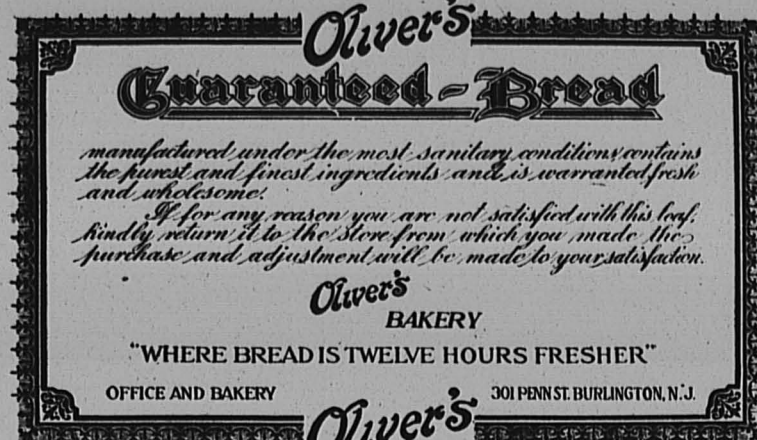 Oliver's
Guaranteed-Bread
manufactured under the most sanitary conditions contains
the purest and finest ingredients and is warranted fresh
and wholesome.
If for any reason you are not satisfied with this loaf,
kindly return it to the store from which you made the
purchase and adjustment will be made to your satisfaction.
Oliver's
BAKERY
"WHERE BREAD IS TWELVE HOURS FRESHER"
OFFICE AND BAKERY 301 PENN ST. BURLINGTON, N.J.
Oliver's